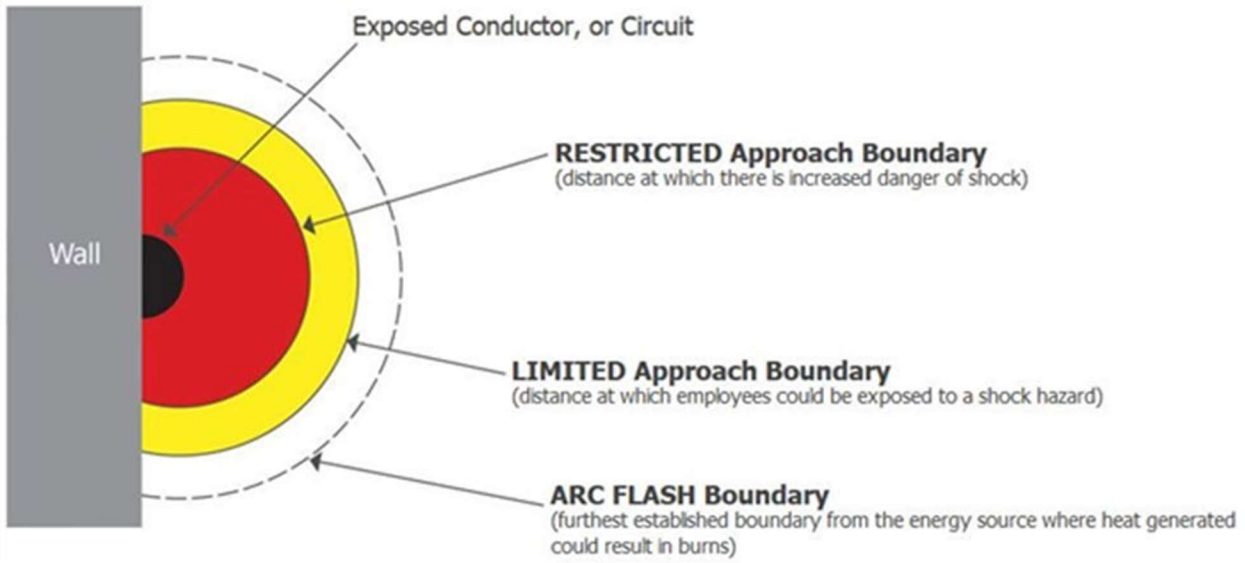 Exposed Conductor, or Circuit
RESTRICTED Approach Boundary
(distance at which there is increased danger of shock)
Wall
LIMITED Approach Boundary
(distance at which employees could be exposed to a shock hazard)
ARC FLASH Boundary
(furthest established boundary from the energy source where heat generated
could result in burns)